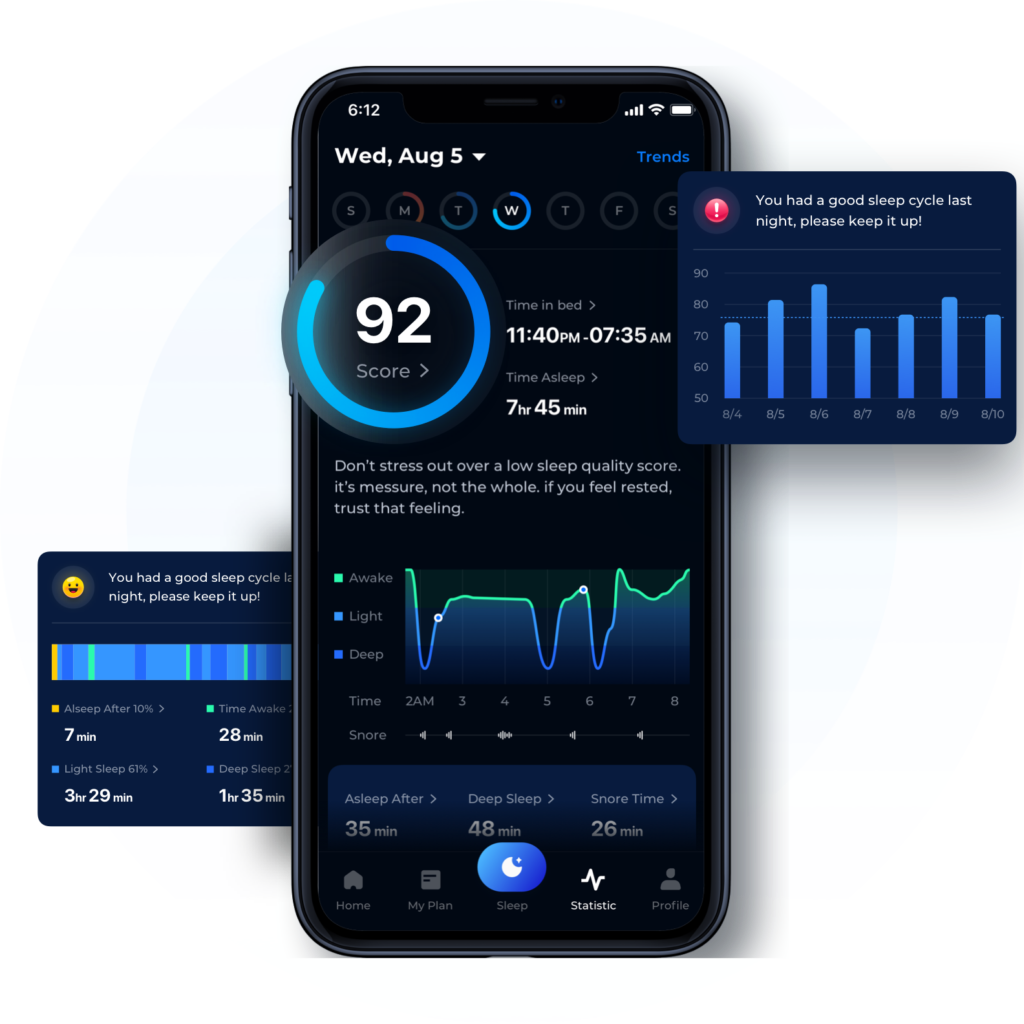 6:12
Wed, Aug 5
Trends
S M T W T F S
92
Score >
Time in bed >
11:40PM -07:35 AM
Time Asleep >
7hr 45 min
Don't stress out over a low sleep quality score.
it's messure, not the whole. if you feel rested,
trust that feeling.
Awake
Light
Deep
Time 2AM 3 4 5 6 7 8
Snore
Asleep After > Deep Sleep > Snore Time >
35 min 48 min 26 min
Home My Plan Sleep Statistic Profile
You had a good sleep cycle last
night, please keep it up!
90
80
70
60
50
8/4 8/5 8/6 8/7 8/8 8/9 8/10
You had a good sleep cycle
night, please keep it up!
Alseep After 10% > Time Awake
7 min 28 min
Light Sleep 61% > Deep Sleep
3hr 29 min 1hr 35 min